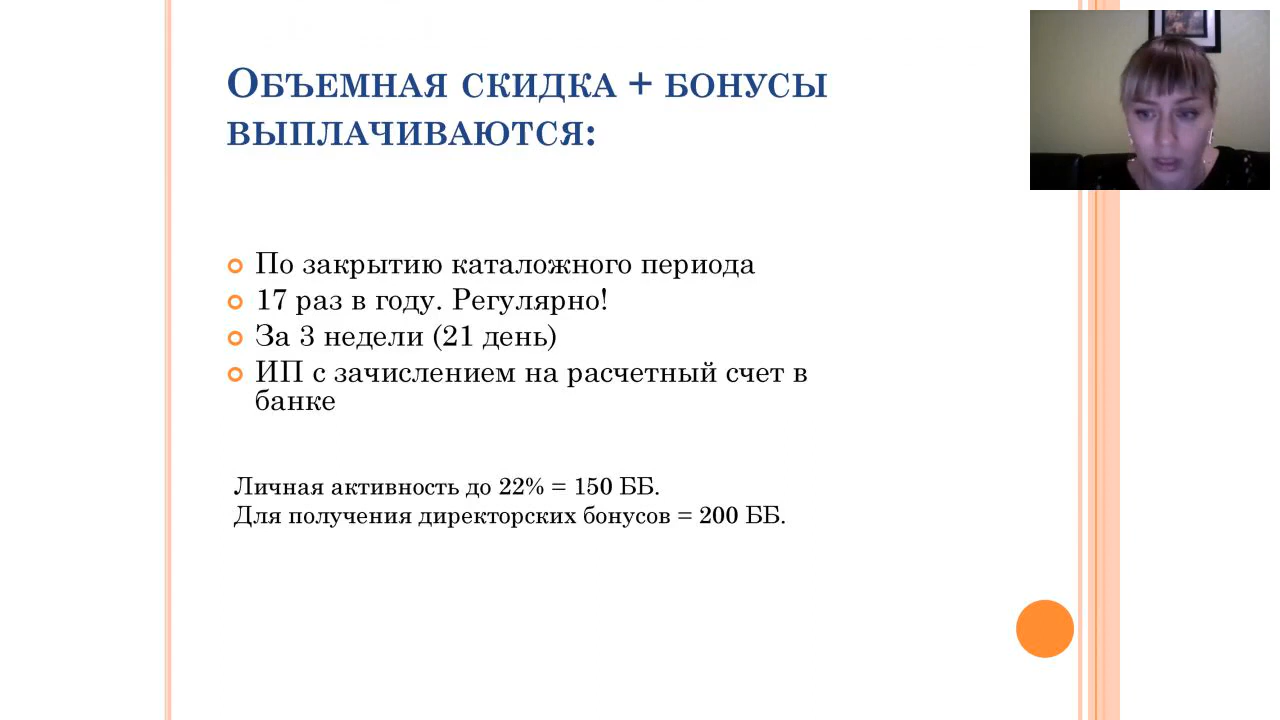 Объемная скидка + бонусы
выплачиваются:
По закрытию каталожного периода
17 раз в году. Регулярно!
За 3 недели (21 день)
ИП с зачислением на расчетный счет в
банке
Личная активность до 22% = 150 ББ.
Для получения директорских бонусов = 200 ББ.